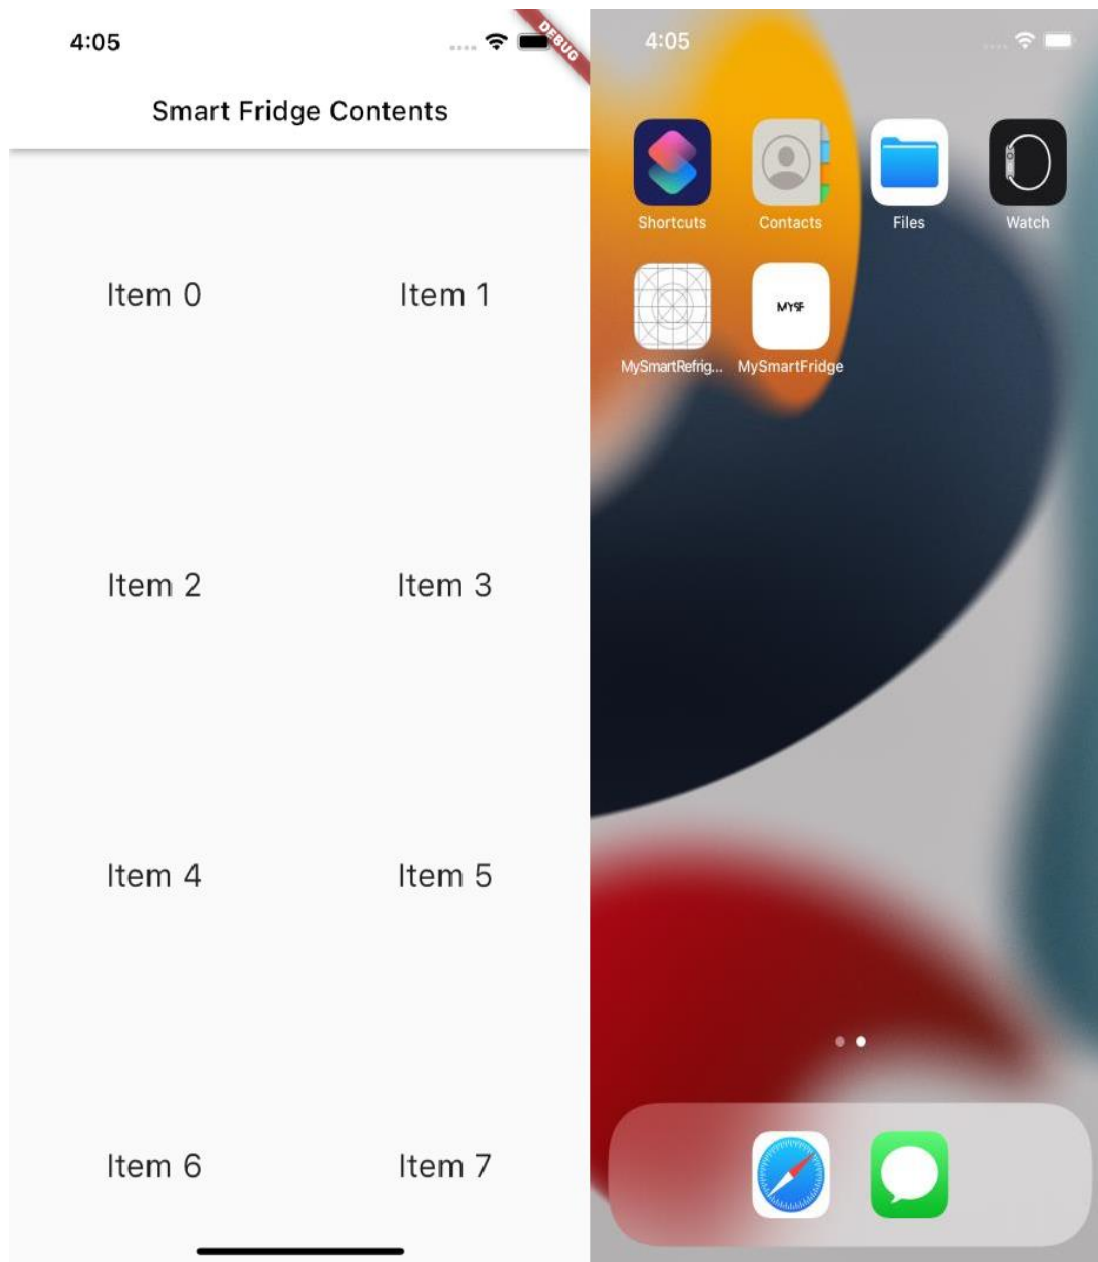 4:05
DEBUG
Smart Fridge Contents
Item 0 Item 1
Item 2 Item 3
Item 4 Item 5
Item 6 Item 7
4:05
Shortcuts Contacts Files Watch
MYSF
MySmartRefrig... MySmartFridge